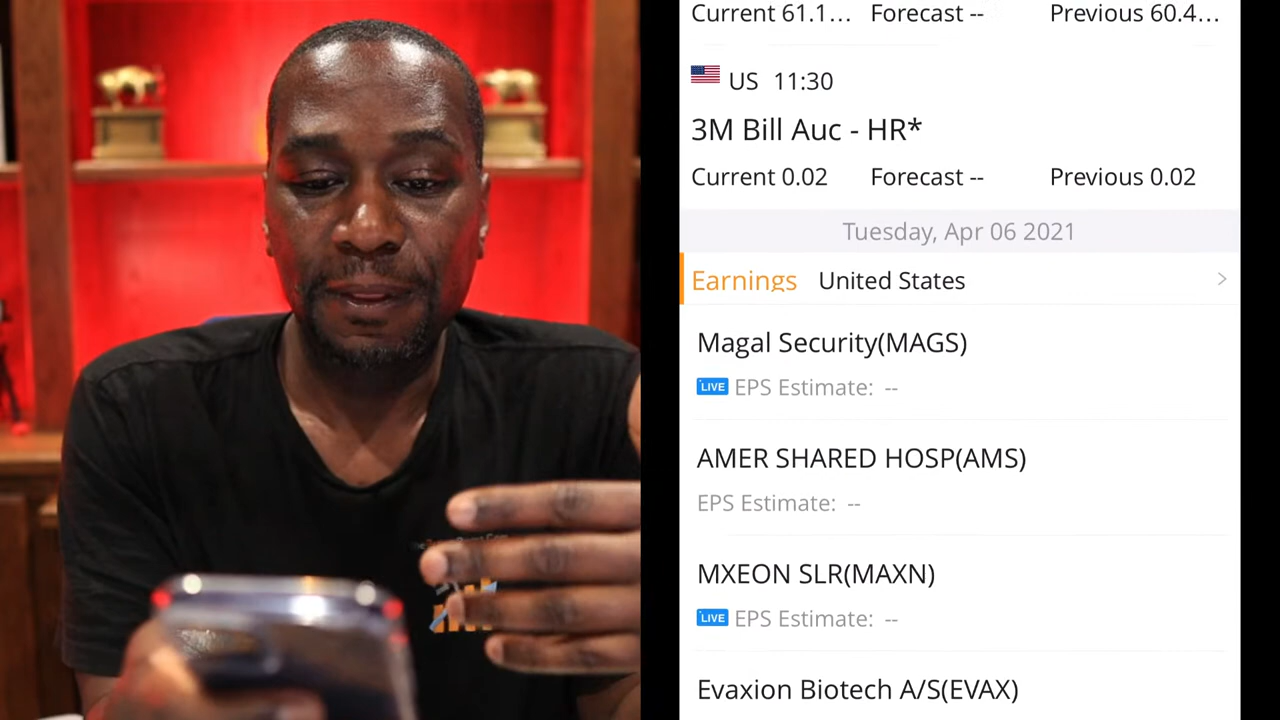 Current 61.1... Forecast -- Previous 60.4...
US 11:30
3M Bill Auc - HR*
Current 0.02 Forecast -- Previous 0.02
Tuesday, Apr 06 2021
Earnings United States
Magal Security(MAGS)
LIVE EPS Estimate: --
AMER SHARED HOSP(AMS)
EPS Estimate: --
MXEON SLR(MAXN)
LIVE EPS Estimate: --
Evaxion Biotech A/S(EVAX)